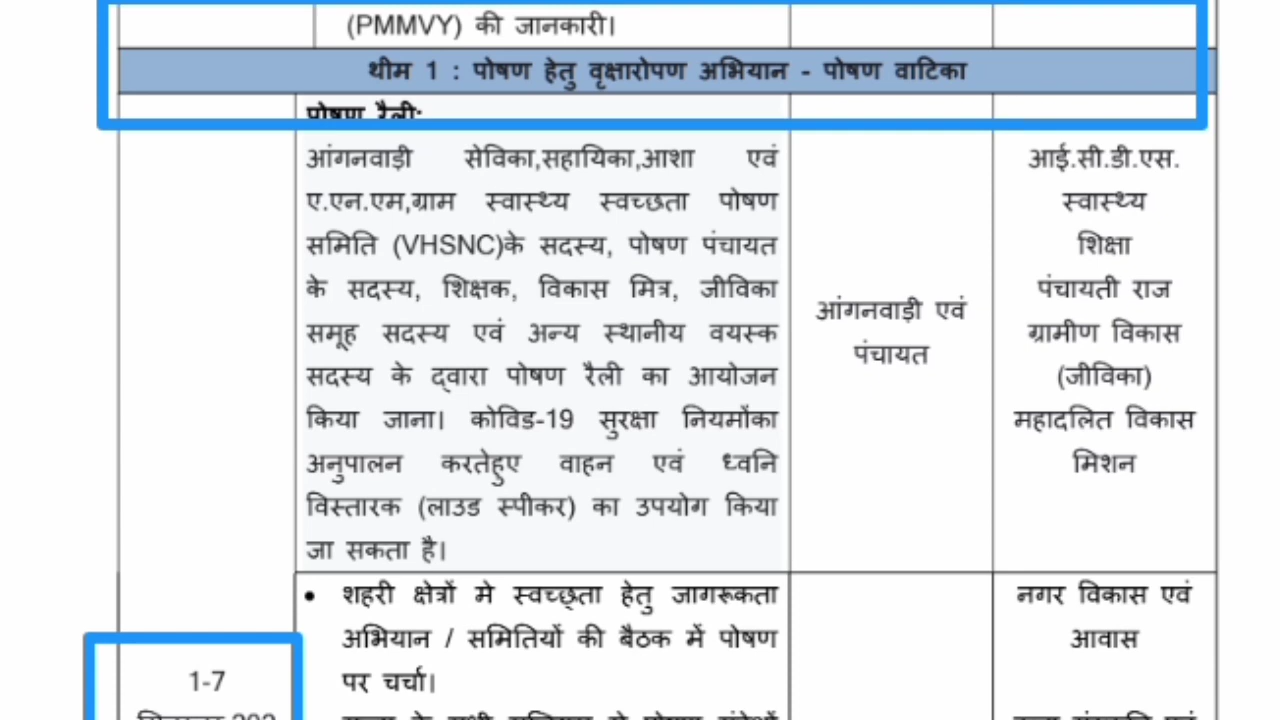 (PMMVY) की जानकारी।
थीम 1 : पोषण हेतु वृक्षारोपण अभियान - पोषण वाटिका
पोषण रैली:
आंगनवाड़ी सेविका,सहायिका,आशा एवं
ए.एन.एम,ग्राम स्वास्थ्य स्वच्छता पोषण
समिति (VHSNC)के सदस्य, पोषण पंचायत
के सदस्य, शिक्षक, विकास मित्र, जीविका
समूह सदस्य एवं अन्य स्थानीय वयस्क
सदस्य के द्वारा पोषण रैली का आयोजन
किया जाना। कोविड-19 सुरक्षा नियमोंका
अनुपालन करतेहुए वाहन एवं ध्वनि
विस्तारक (लाउड स्पीकर) का उपयोग किया
जा सकता है।
आंगनवाड़ी एवं
पंचायत
आई.सी.डी.एस.
स्वास्थ्य
शिक्षा
पंचायती राज
ग्रामीण विकास
(जीविका)
महादलित विकास
मिशन
1-7
• शहरी क्षेत्रों मे स्वच्छ्ता हेतु जागरूकता
अभियान / समितियों की बैठक में पोषण
पर चर्चा।
नगर विकास एवं
आवास